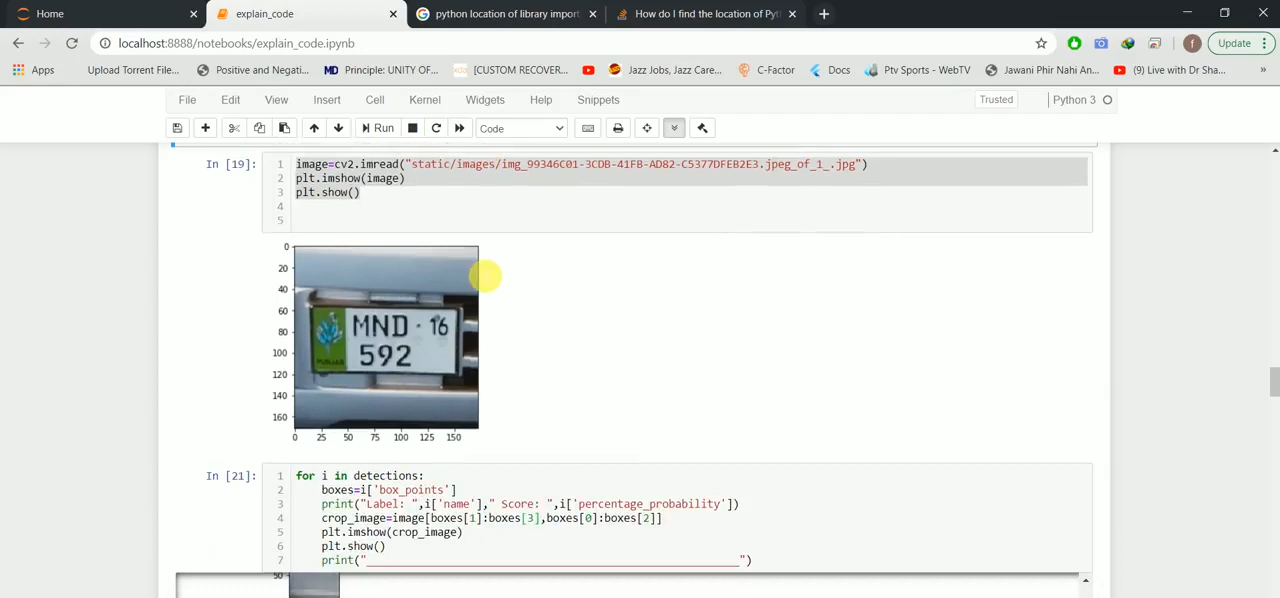 Home
explain_code
python location of library import
How do I find the location of Pyt
localhost:8888/notebooks/explain_code.ipynb
f
Update
Apps
Upload Torrent File...
Positive and Negati...
MD Principle: UNITY OF...
[CUSTOM RECOVER...
Jazz Jobs, Jazz Care...
C-Factor
Docs
Ptv Sports - WebTV
Jawani Phir Nahi An...
(9) Live with Dr Sha...
»
File
Edit
View
Insert
Cell
Kernel
Widgets
Help
Snippets
Trusted
Python 3
Run
Code
In [19]:
1 image=cv2.imread("static/images/img_99346C01-3CDB-41FB-AD82-C5377DFEB2E3.jpeg_of_1_.jpg")
2 plt.imshow(image)
3 plt.show()
4
5
0
20
40
60
80
100
120
140
160
MND · 16
592
PUNJAB
0 25 50 75 100 125 150
In [21]:
1 for i in detections:
2 boxes=i['box_points']
3 print("Label: ",i['name']," Score: ",i['percentage_probability'])
4 crop_image=image[boxes[1]:boxes[3],boxes[0]:boxes[2]]
5 plt.imshow(crop_image)
6 plt.show()
7 print("_______________________________________________________")
50